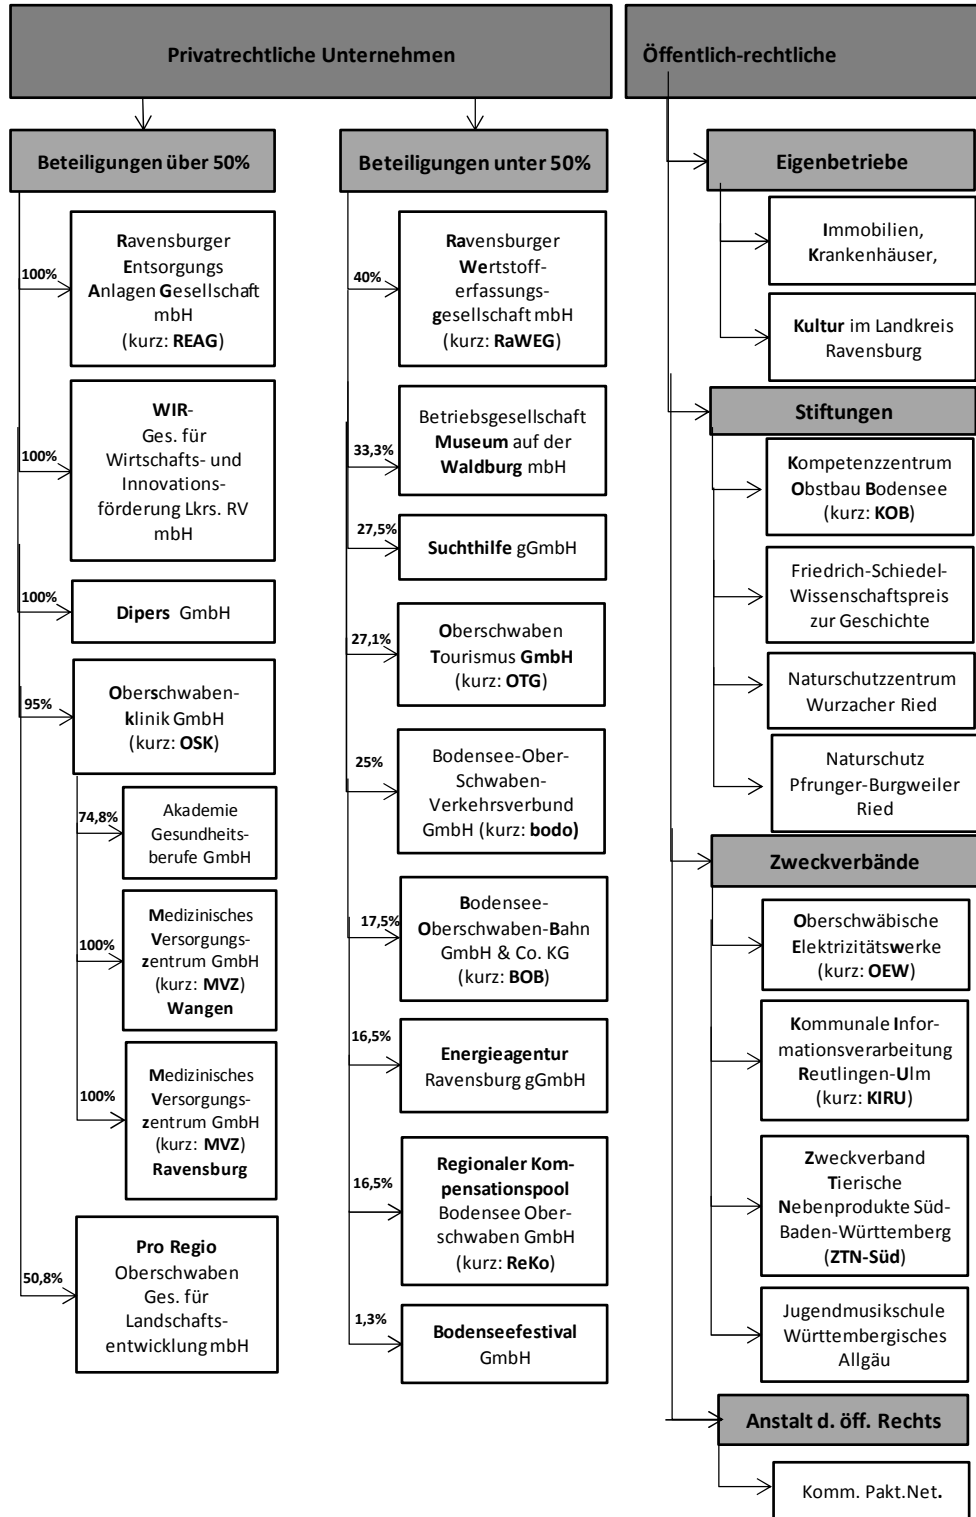 Privatrechtliche Unternehmen
Beteiligungen über 50%
100%
Ravensburger
Entsorgungs
Anlagen Gesellschaft
mbH
(kurz: REAG)
100%
WIR-
Ges. für
Wirtschafts- und
Innovations-
förderung Lkrs. RV
mbH
100%
Dipers GmbH
95%
Oberschwaben-
klinik GmbH
(kurz: OSK)
74,8%
Akademie
Gesundheits-
berufe GmbH
100%
Medizinisches
Versorgungs-
zentrum GmbH
(kurz: MVZ)
Wangen
100%
Medizinisches
Versorgungs-
zentrum GmbH
(kurz: MVZ)
Ravensburg
50,8%
Pro Regio
Oberschwaben
Ges. für
Landschafts-
entwicklung mbH
Beteiligungen unter 50%
40%
Ravensburger
Wertstoff-
erfassungs-
gesellschaft mbH
(kurz: RaWEG)
33,3%
Betriebsgesellschaft
Museum auf der
Waldburg mbH
27,5%
Suchthilfe gGmbH
27,1%
Oberschwaben
Tourismus GmbH
(kurz: OTG)
25%
Bodensee-Ober-
Schwaben-
Verkehrsverbund
GmbH (kurz: bodo)
17,5%
Bodensee-
Oberschwaben-Bahn
GmbH & Co. KG
(kurz: BOB)
16,5%
Energieagentur
Ravensburg gGmbH
16,5%
Regionaler Kom-
pensationspool
Bodensee Ober-
schwaben GmbH
(kurz: ReKo)
1,3%
Bodenseefestival
GmbH
Öffentlich-rechtliche
Eigenbetriebe
Immobilien,
Krankenhäuser,
Kultur im Landkreis
Ravensburg
Stiftungen
Kompetenzzentrum
Obstbau Bodensee
(kurz: KOB)
Friedrich-Schiedel-
Wissenschaftspreis
zur Geschichte
Naturschutzzentrum
Wurzacher Ried
Naturschutz
Pfrunger-Burgweiler
Ried
Zweckverbände
Oberschwäbische
Elektrizitätswerke
(kurz: OEW)
Kommunale Infor-
mationsverarbeitung
Reutlingen-Ulm
(kurz: KIRU)
Zweckverband
Tierische
Nebenprodukte Süd-
Baden-Württemberg
(ZTN-Süd)
Jugendmusikschule
Württembergisches
Allgäu
Anstalt d. öff. Rechts
Komm. Pakt.Net.